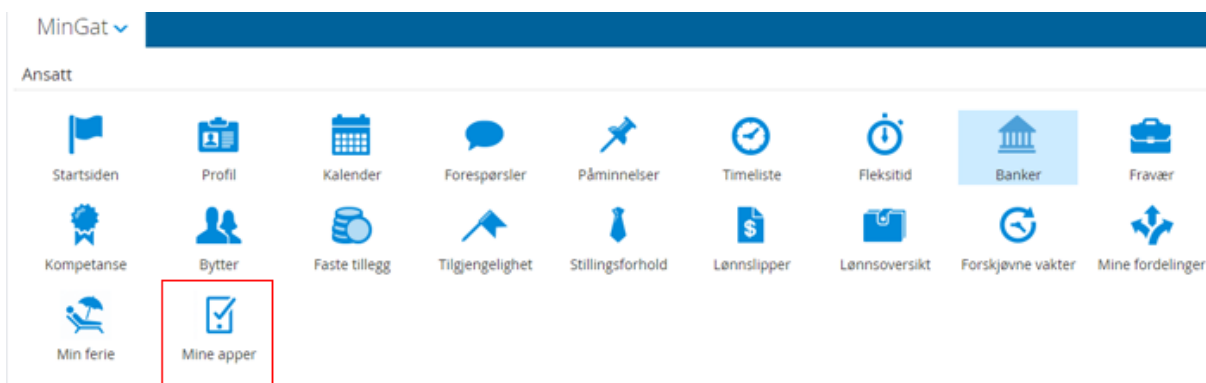 MinGat
Ansatt
Startsiden Profil Kalender Forespørsler Påminnelser Timeliste Fleksitid Banker Fravær
Kompetanse Bytter Faste tillegg Tilgjengelighet Stillingsforhold Lønnslipper Lønnsoversikt Forskjøvne vakter Mine fordelinger
Min ferie Mine apper